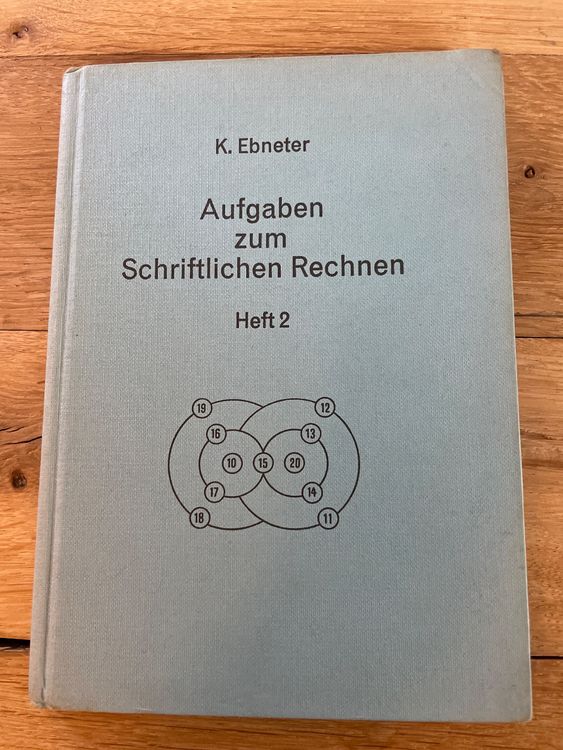 K. Ebneter
Aufgaben
zum
Schriftlichen Rechnen
Heft 2
19 12
16 13
10 15 20
17 14
18 11